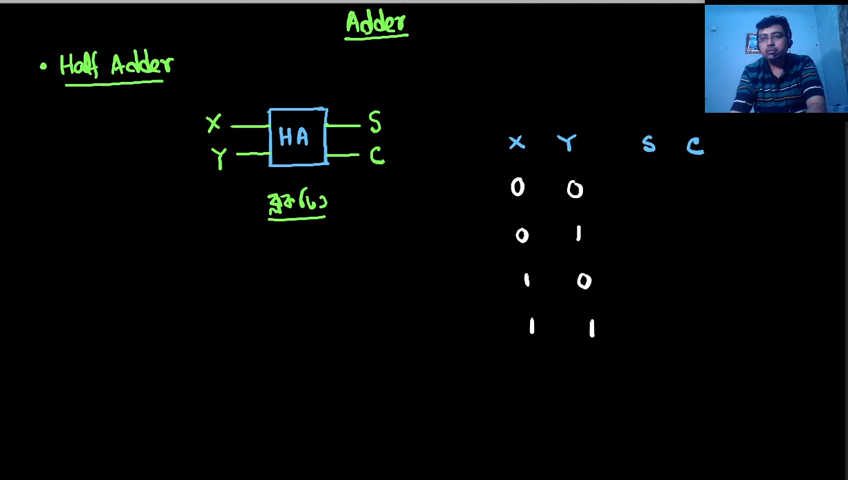 Adder
• Half Adder
X HA S
Y C
X Y S C
0 0
0 1
1 0
1 1